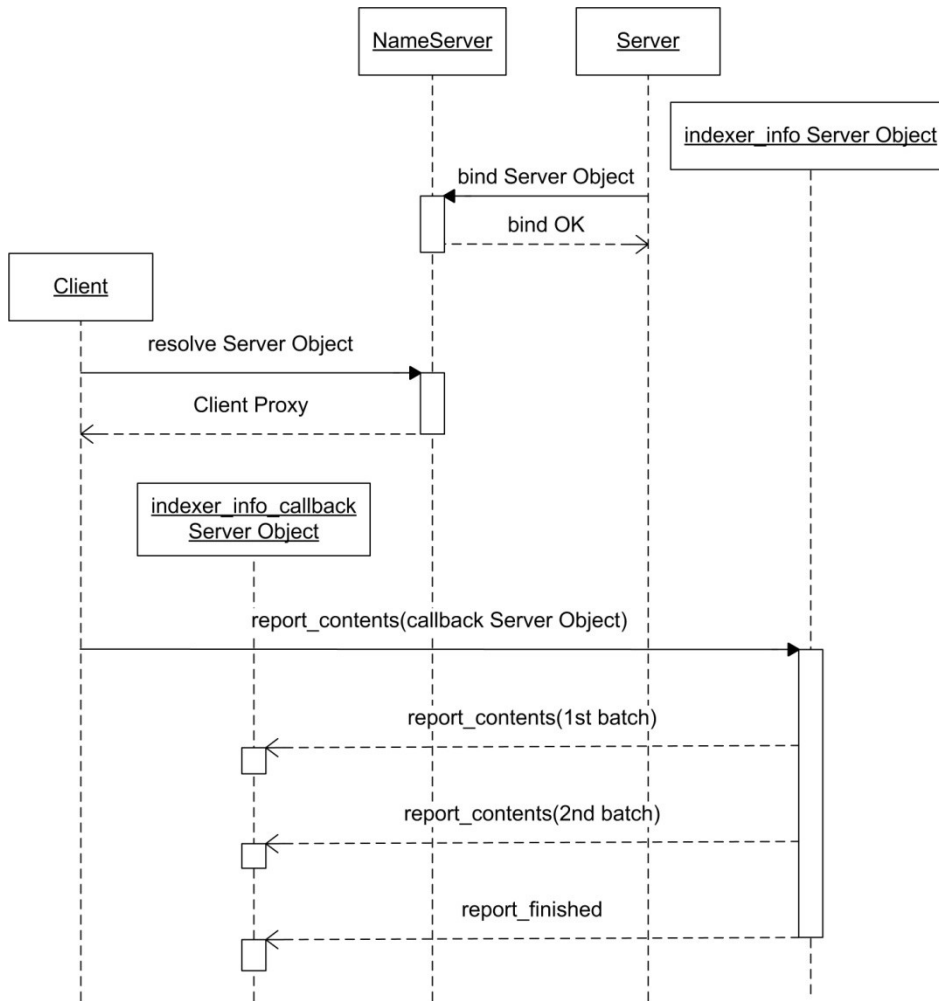 NameServer
Server
indexer_info Server Object
bind Server Object
bind OK
Client
resolve Server Object
Client Proxy
indexer_info_callback
Server Object
report_contents(callback Server Object)
report_contents(1st batch)
report_contents(2nd batch)
report_finished